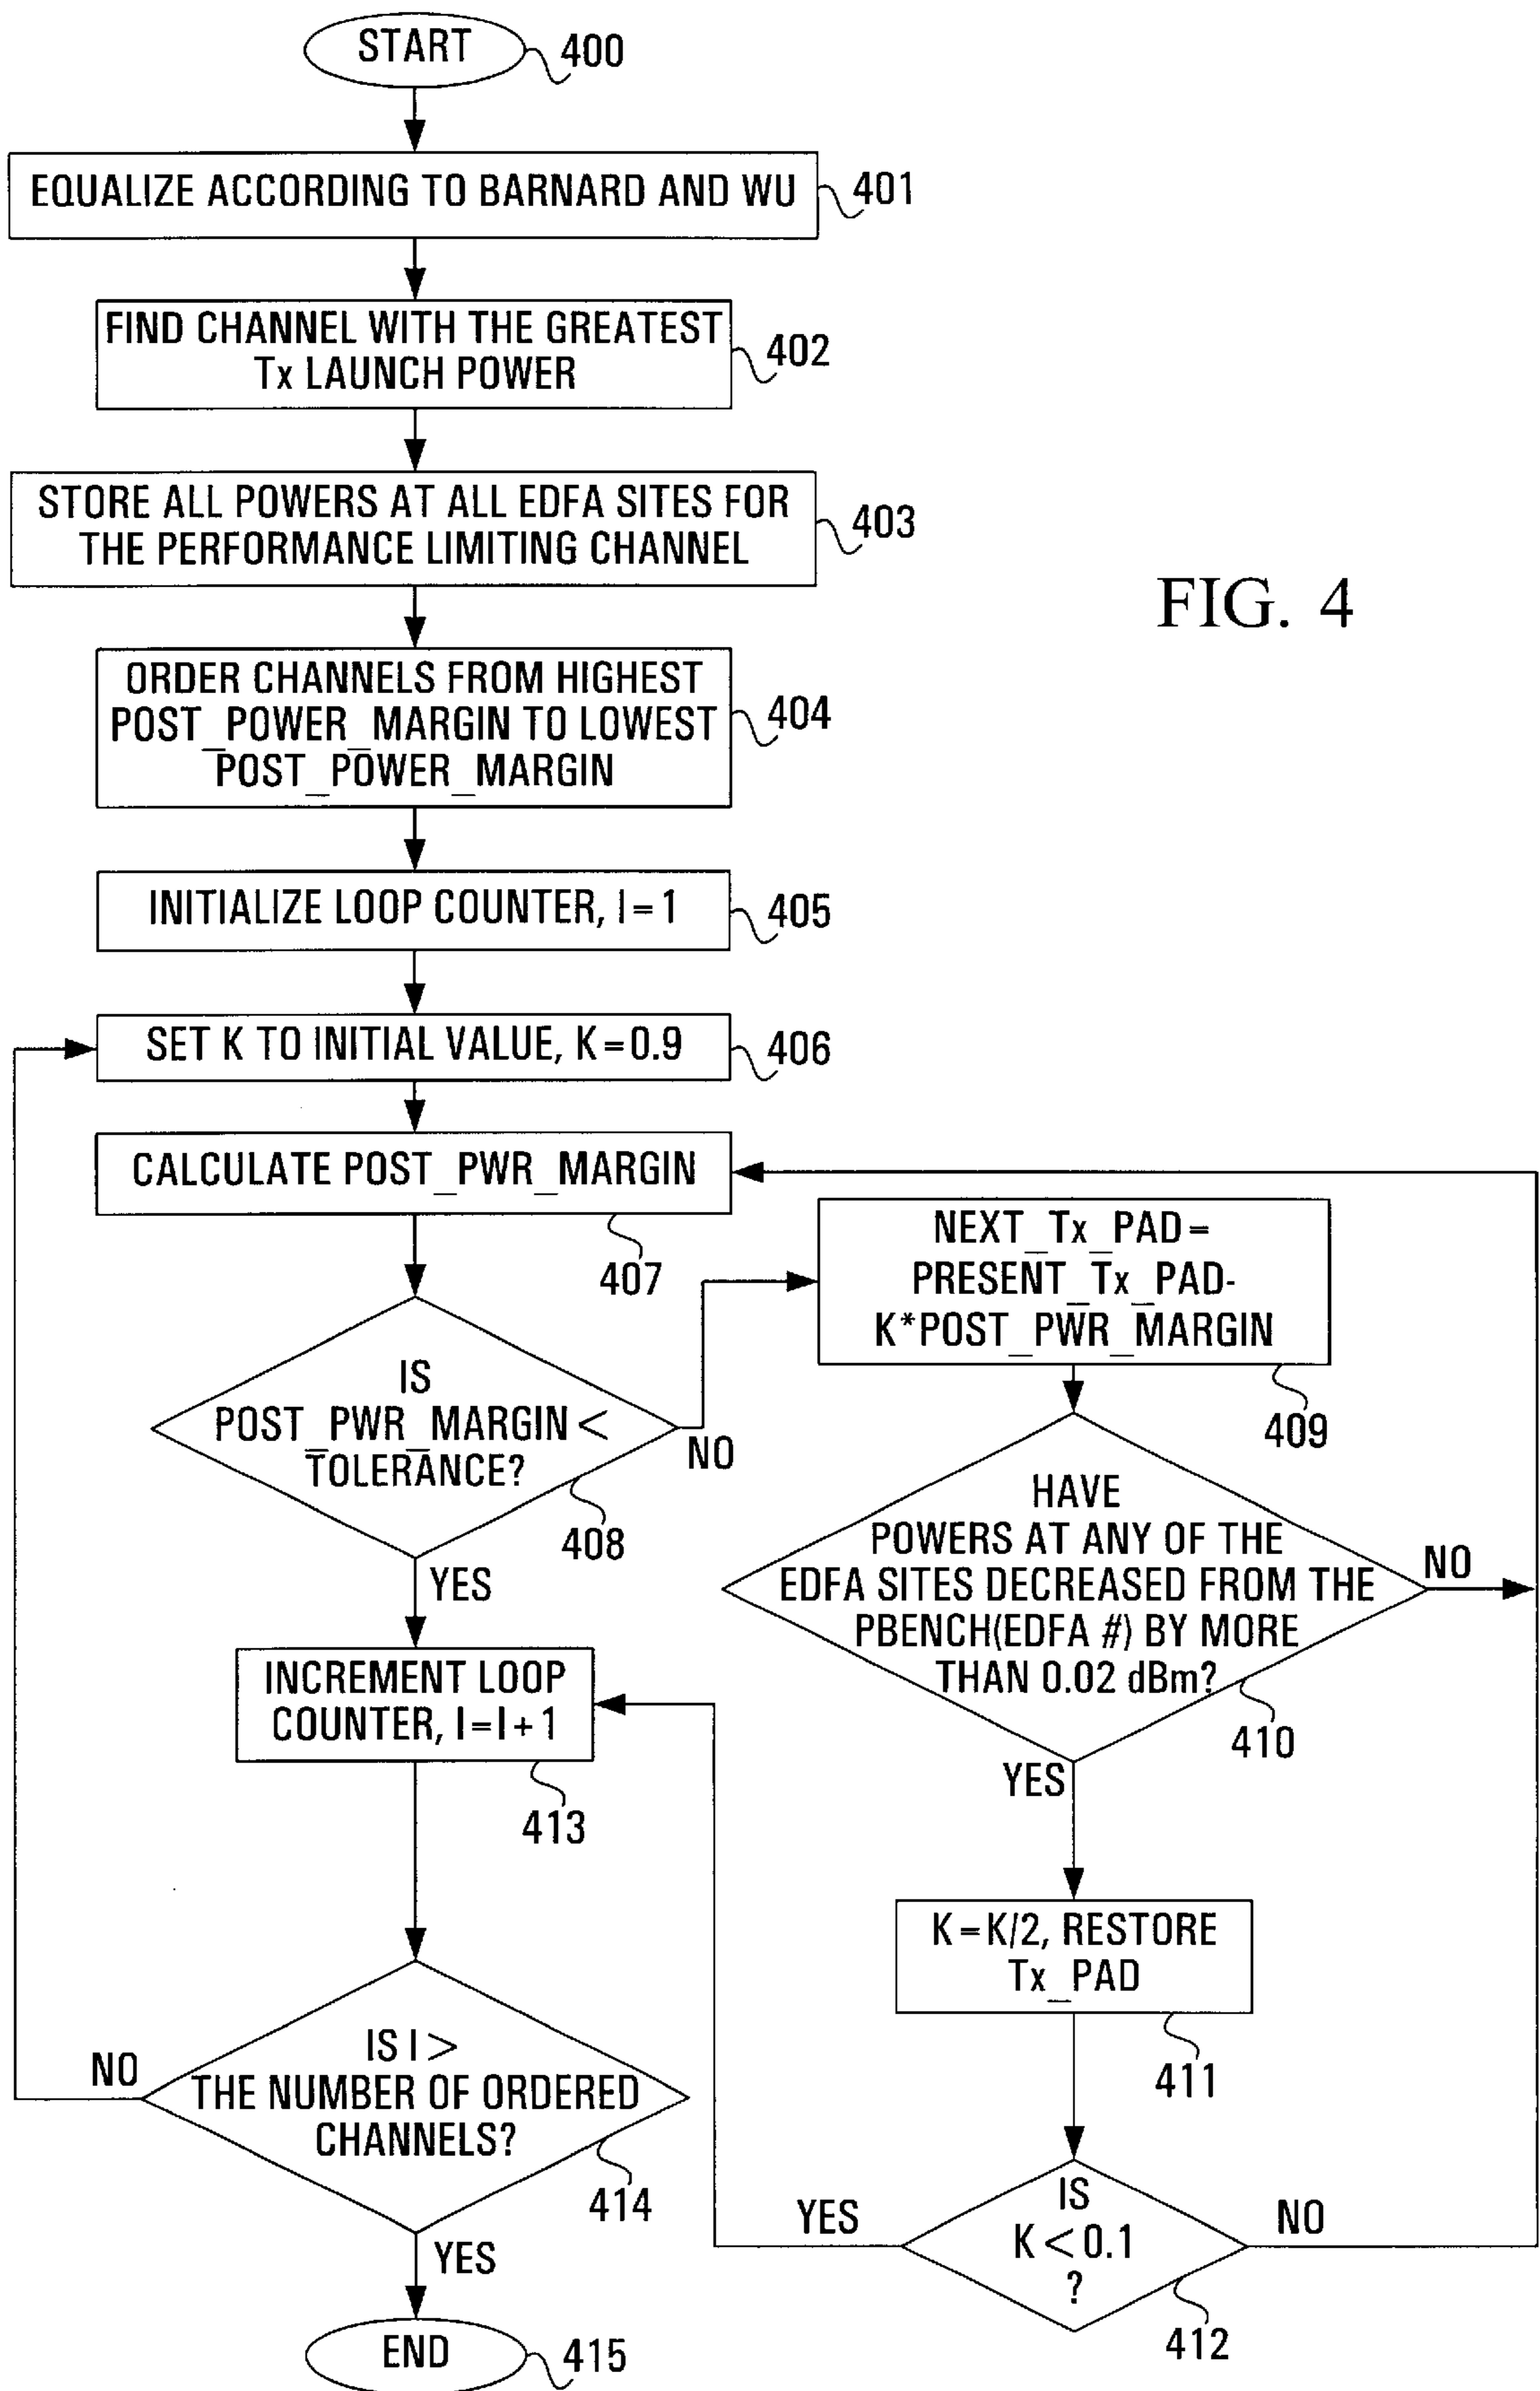 START
400
EQUALIZE ACCORDING TO BARNARD AND WU
401
FIND CHANNEL WITH THE GREATEST
Tx LAUNCH POWER
402
STORE ALL POWERS AT ALL EDFA SITES FOR
THE PERFORMANCE LIMITING CHANNEL
403
FIG. 4
ORDER CHANNELS FROM HIGHEST
POST_POWER_MARGIN TO LOWEST
POST_POWER_MARGIN
404
INITIALIZE LOOP COUNTER, I = 1
405
SET K TO INITIAL VALUE, K = 0.9
406
CALCULATE POST_PWR_MARGIN
407
IS
POST_PWR_MARGIN <
TOLERANCE?
408
NO
YES
NEXT_Tx_PAD =
PRESENT_Tx_PAD-
K*POST_PWR_MARGIN
409
HAVE
POWERS AT ANY OF THE
EDFA SITES DECREASED FROM THE
PBENCH(EDFA #) BY MORE
THAN 0.02 dBm?
410
NO
YES
INCREMENT LOOP
COUNTER, I = I + 1
413
K = K/2, RESTORE
Tx_PAD
411
IS I >
THE NUMBER OF ORDERED
CHANNELS?
414
NO
YES
IS
K < 0.1
?
412
YES
NO
END
415